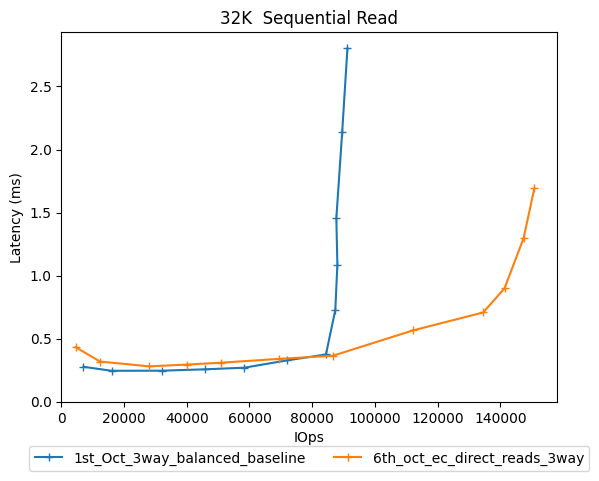 32K  Sequential Read
Latency (ms)
2.5
2.0
1.5
1.0
0.5
0.0
0 20000 40000 60000 80000 100000 120000 140000
IOps
1st_Oct_3way_balanced_baseline 6th_oct_ec_direct_reads_3way